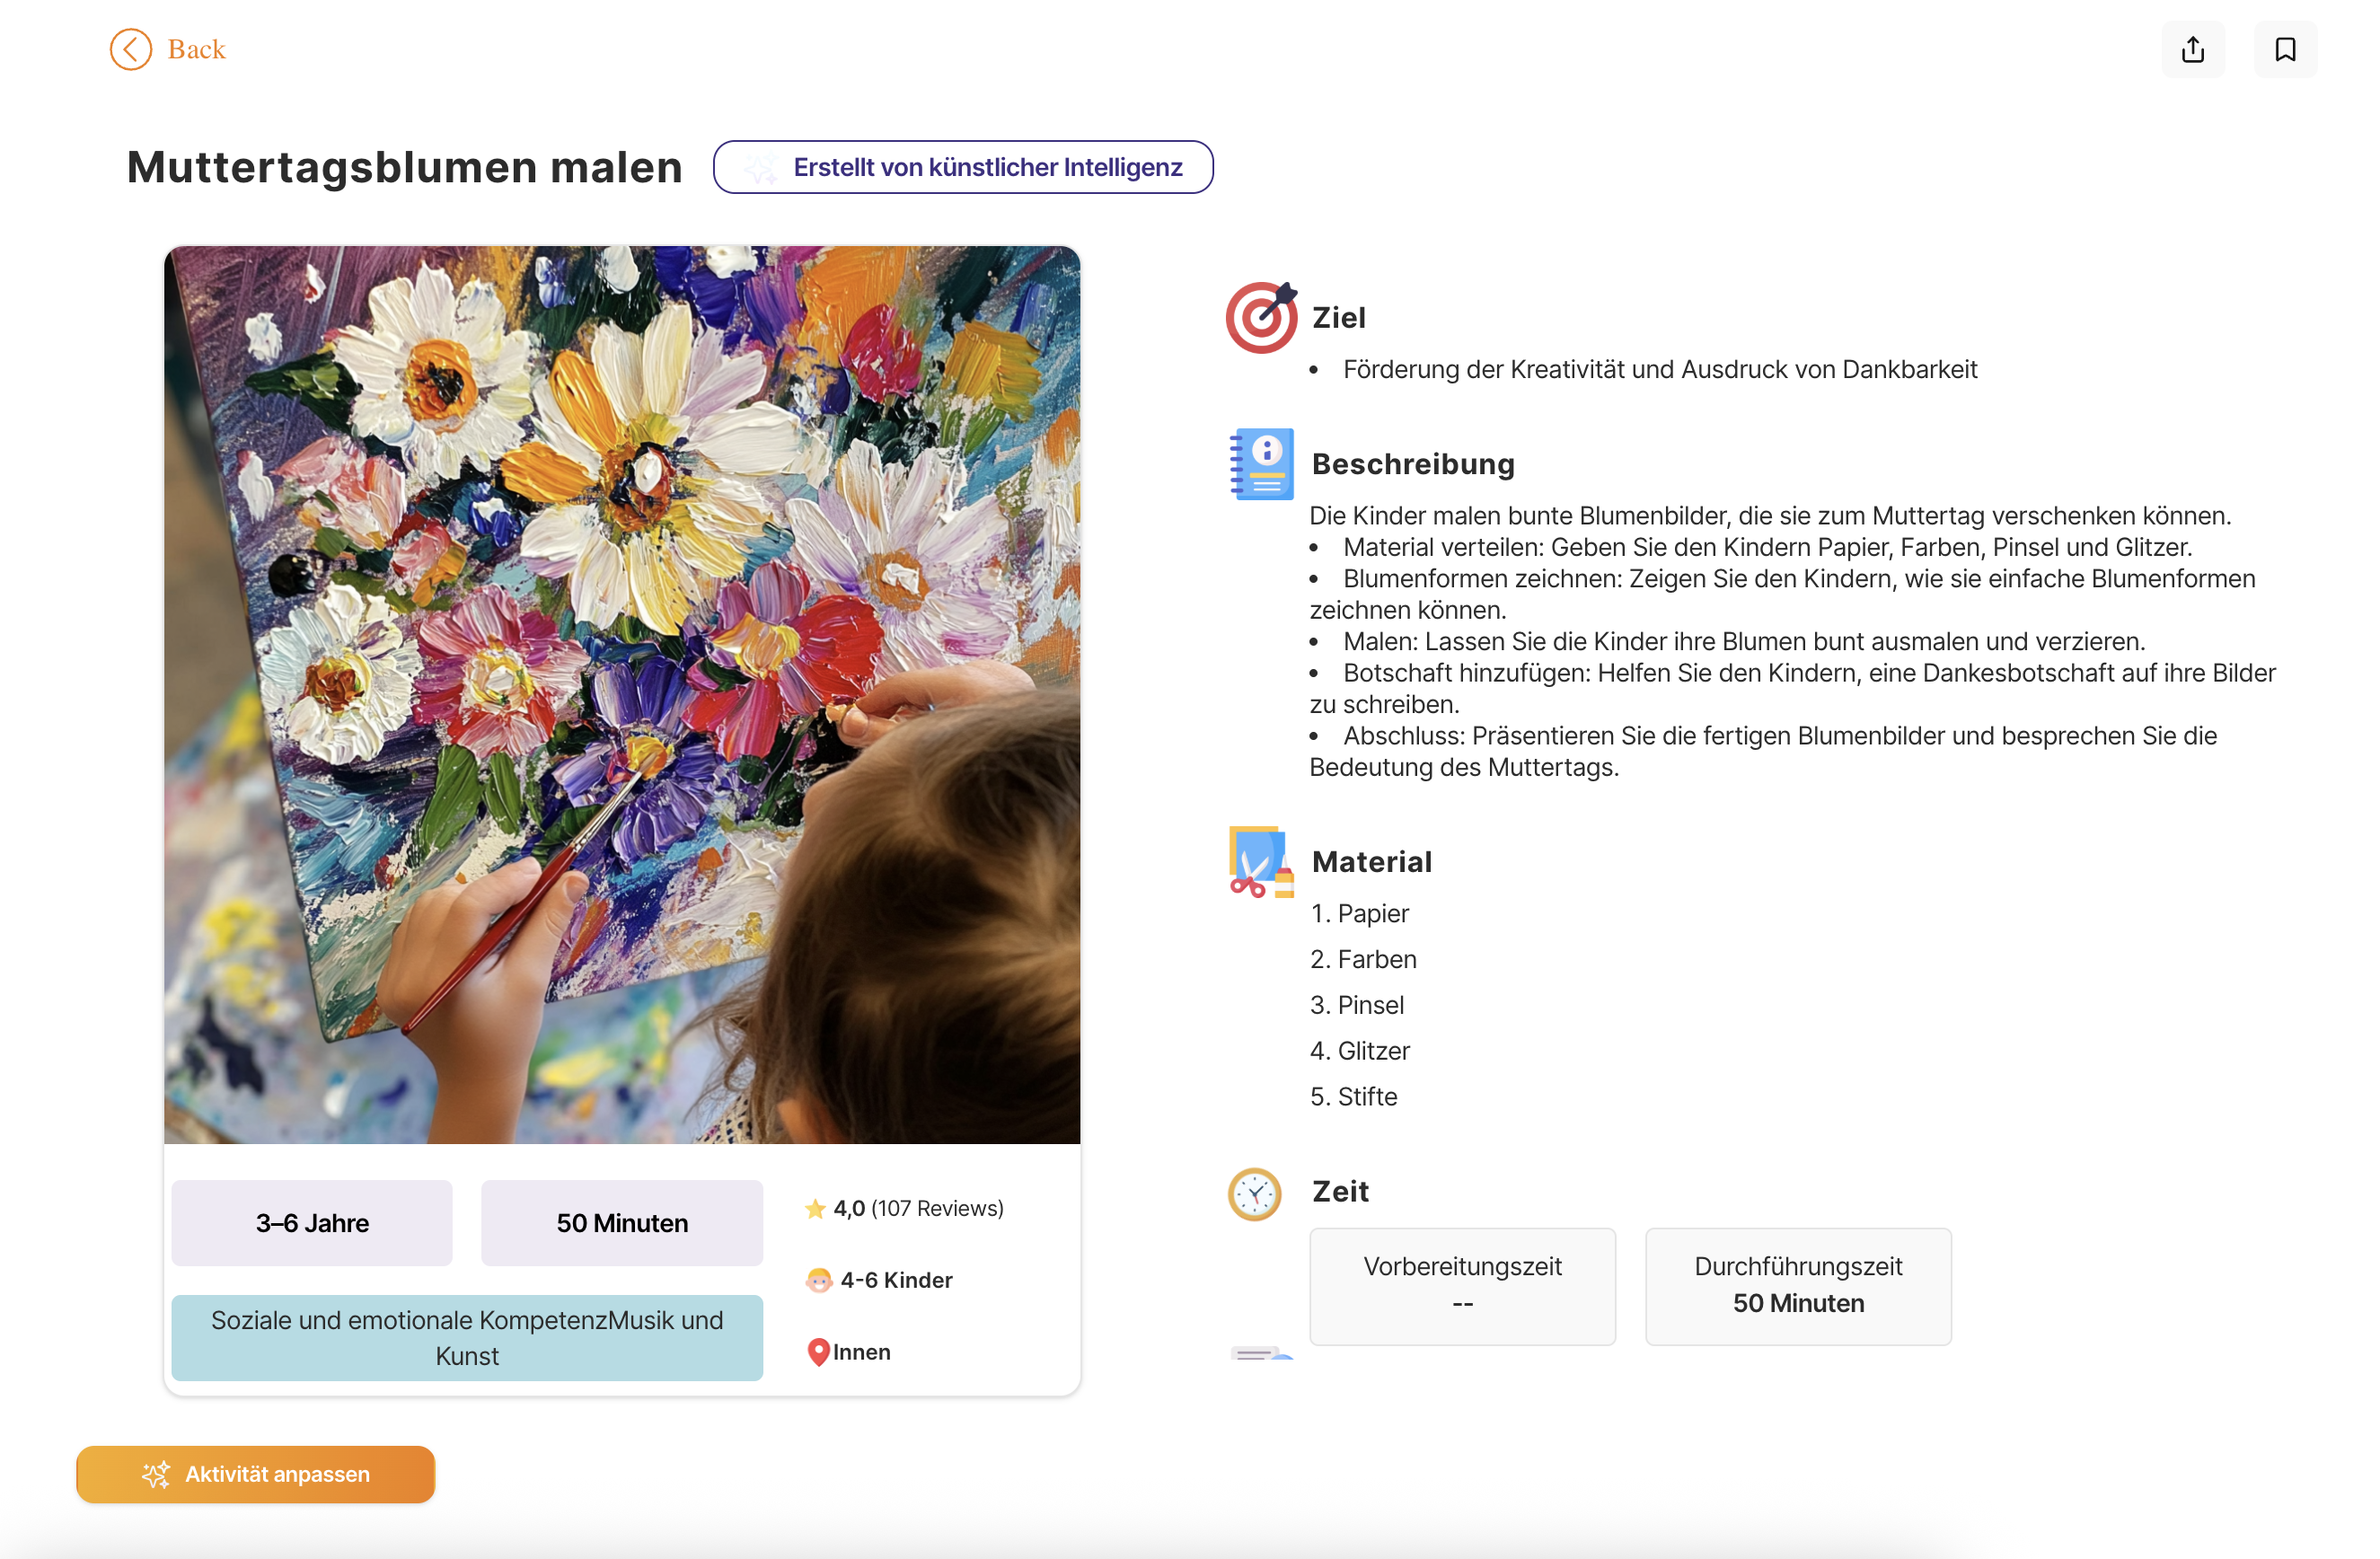 Back
Muttertagsblumen malen
Erstellt von künstlicher Intelligenz
3–6 Jahre
50 Minuten
Soziale und emotionale KompetenzMusik und
Kunst
4,0 (107 Reviews)
4-6 Kinder
Innen
Aktivität anpassen
Ziel
• Förderung der Kreativität und Ausdruck von Dankbarkeit
Beschreibung
Die Kinder malen bunte Blumenbilder, die sie zum Muttertag verschenken können.
• Material verteilen: Geben Sie den Kindern Papier, Farben, Pinsel und Glitzer.
• Blumenformen zeichnen: Zeigen Sie den Kindern, wie sie einfache Blumenformen
zeichnen können.
• Malen: Lassen Sie die Kinder ihre Blumen bunt ausmalen und verzieren.
• Botschaft hinzufügen: Helfen Sie den Kindern, eine Dankesbotschaft auf ihre Bilder
zu schreiben.
• Abschluss: Präsentieren Sie die fertigen Blumenbilder und besprechen Sie die
Bedeutung des Muttertags.
Material
1. Papier
2. Farben
3. Pinsel
4. Glitzer
5. Stifte
Zeit
Vorbereitungszeit
--
Durchführungszeit
50 Minuten